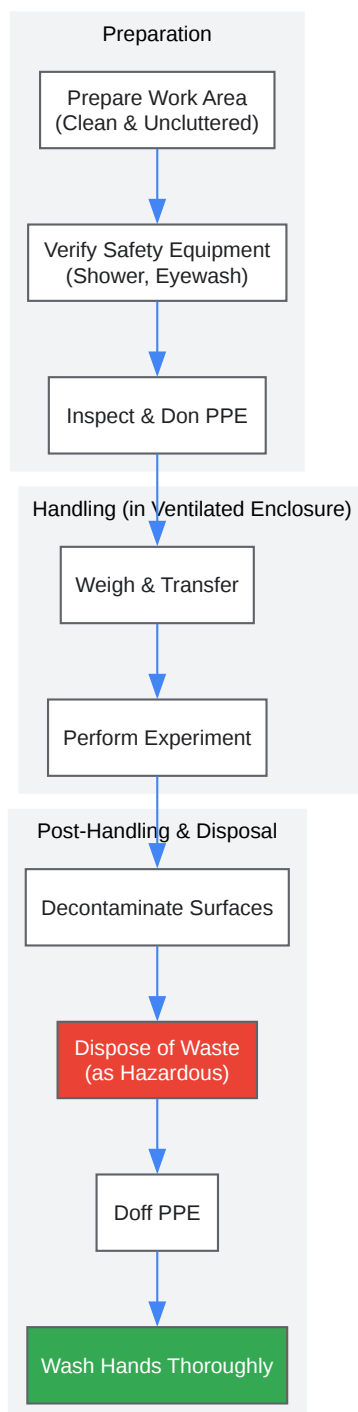 Preparation
Prepare Work Area
(Clean & Uncluttered)
Verify Safety Equipment
(Shower, Eyewash)
Inspect & Don PPE
Handling (in Ventilated Enclosure)
Weigh & Transfer
Perform Experiment
Post-Handling & Disposal
Decontaminate Surfaces
Dispose of Waste
(as Hazardous)
Doff PPE
Wash Hands Thoroughly